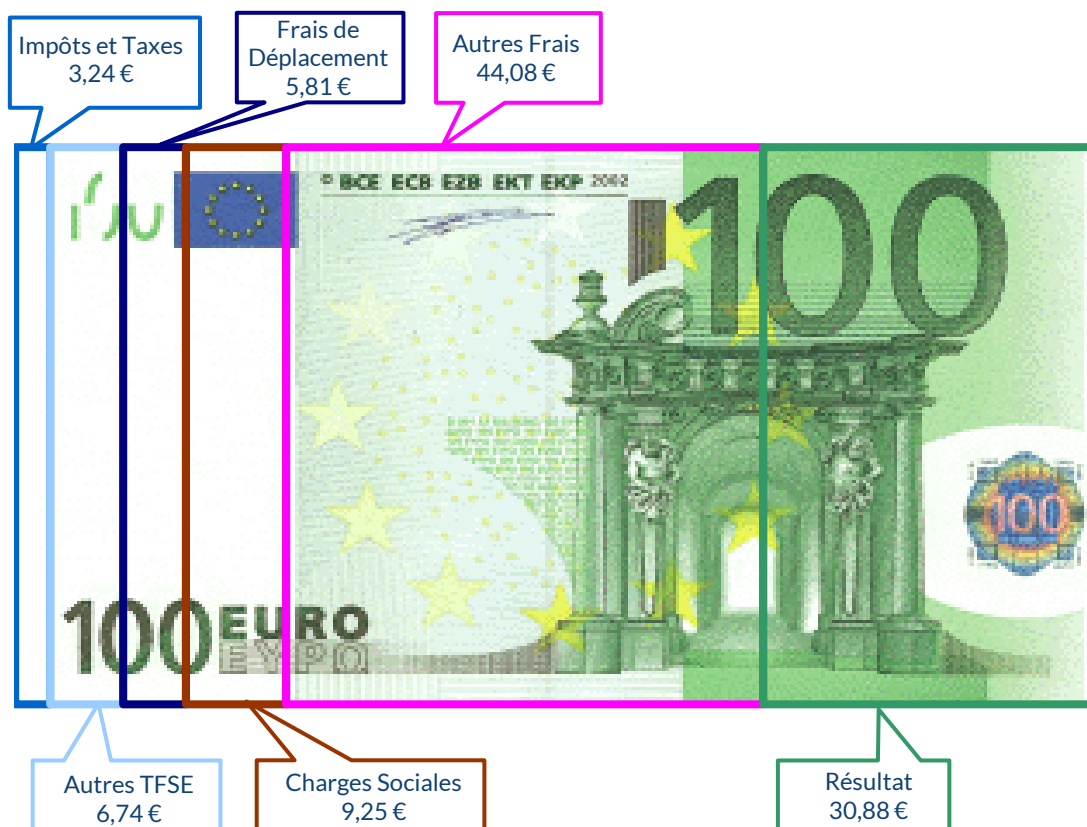 Impôts et Taxes
3,24 €
Frais de
Déplacement
5,81 €
Autres Frais
44,08 €
© BCE ECB EZB EKT EKP 2002
100
100
100 EURO
ΕΥΡΩ
Autres TFSE
6,74 €
Charges Sociales
9,25 €
Résultat
30,88 €